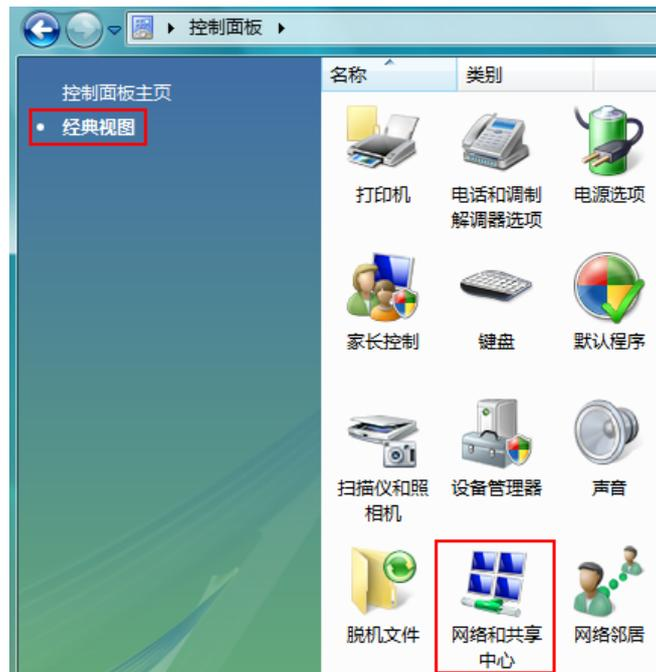 控制面板
控制面板主页
经典视图
名称 类别
打印机 电话和调制 电源选项
解调器选项
家长控制 键盘 默认程序
扫描仪和照 设备管理器 声音
相机
脱机文件 网络和共享 网络邻居
中心